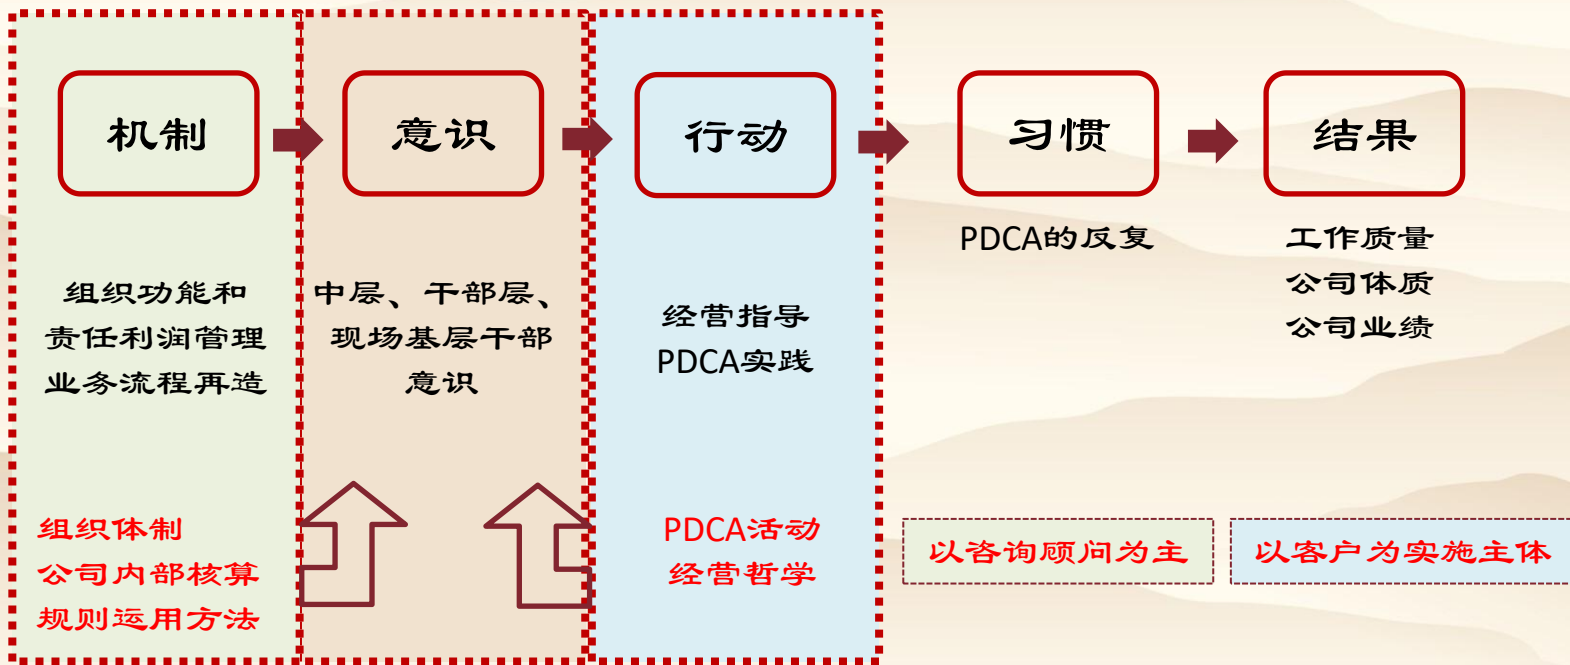 机制
意识
行动
习惯
结果
组织功能和
责任利润管理
业务流程再造
中层、干部层、
现场基层干部
意识
经营指导
PDCA实践
PDCA的反复
工作质量
公司体质
公司业绩
组织体制
公司内部核算
规则运用方法
PDCA活动
经营哲学
以咨询顾问为主
以客户为实施主体